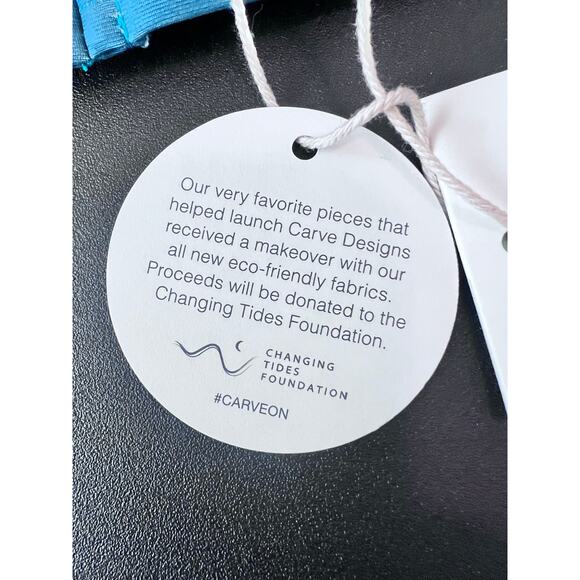 Our very favorite pieces that
helped launch Carve Designs
received a makeover with our
all new eco-friendly fabrics.
Proceeds will be donated to the
Changing Tides Foundation.
CHANGING
TIDES
FOUNDATION
#CARVEON